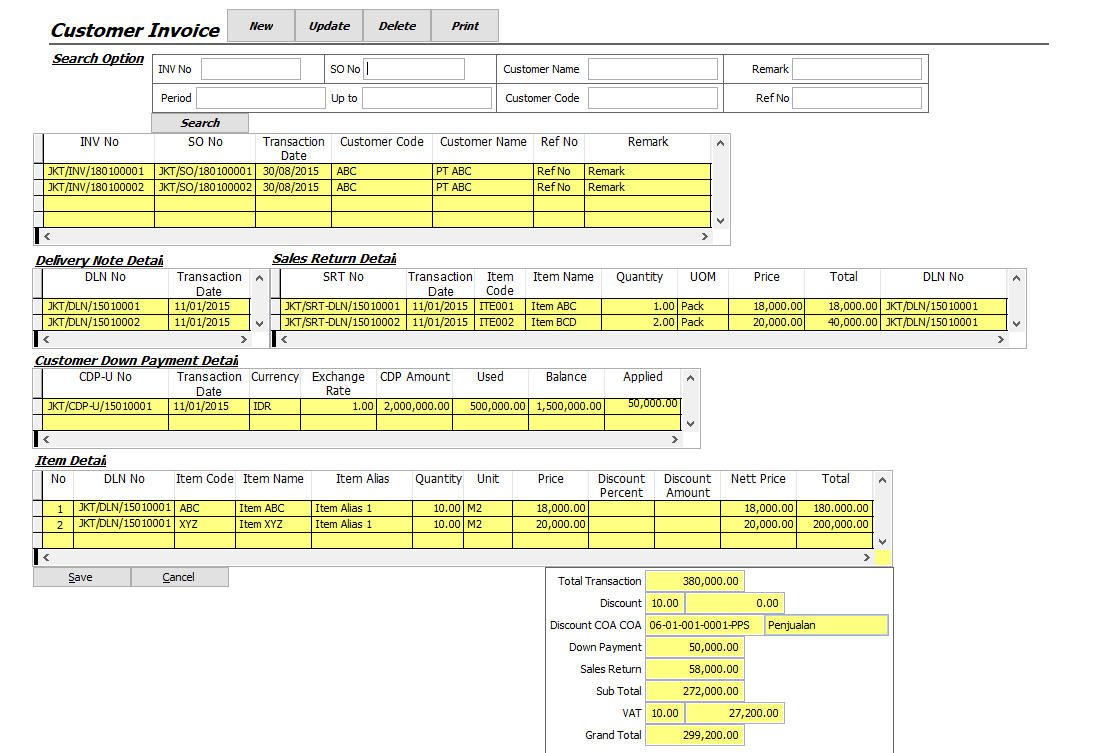 Customer Invoice New Update Delete Print
Search Option
INV No SO No Customer Name Remark
Period Up to Customer Code Ref No
Search
INV No SO No Transaction Date Customer Code Customer Name Ref No Remark
JKT/INV/180100001 JKT/SO/180100001 30/08/2015 ABC PT ABC Ref No Remark
JKT/INV/180100002 JKT/SO/180100002 30/08/2015 ABC PT ABC Ref No Remark
Delivery Note Detail
DLN No Transaction Date
JKT/DLN/15010001 11/01/2015
JKT/DLN/15010002 11/01/2015
Sales Return Detail
SRT No Transaction Date Item Code Item Name Quantity UOM Price Total DLN No
JKT/SRT-DLN/15010001 11/01/2015 ITE001 Item ABC 1.00 Pack 18,000.00 18,000.00 JKT/DLN/15010001
JKT/SRT-DLN/15010002 11/01/2015 ITE002 Item BCD 2.00 Pack 20,000.00 40,000.00 JKT/DLN/15010001
Customer Down Payment Detail
CDP-U No Transaction Date Currency Exchange Rate CDP Amount Used Balance Applied
JKT/CDP-U/15010001 11/01/2015 IDR 1.00 2,000,000.00 500,000.00 1,500,000.00 50,000.00
Item Detail
No DLN No Item Code Item Name Item Alias Quantity Unit Price Discount Percent Discount Amount Nett Price Total
1 JKT/DLN/15010001 ABC Item ABC Item Alias 1 10.00 M2 18,000.00 18,000.00 180.000.00
2 JKT/DLN/15010001 XYZ Item XYZ Item Alias 1 10.00 M2 20,000.00 20,000.00 200,000.00
Save Cancel
Total Transaction 380,000.00
Discount 10.00 0.00
Discount COA COA 06-01-001-0001-PPS Penjualan
Down Payment 50,000.00
Sales Return 58,000.00
Sub Total 272,000.00
VAT 10.00 27,200.00
Grand Total 299,200.00